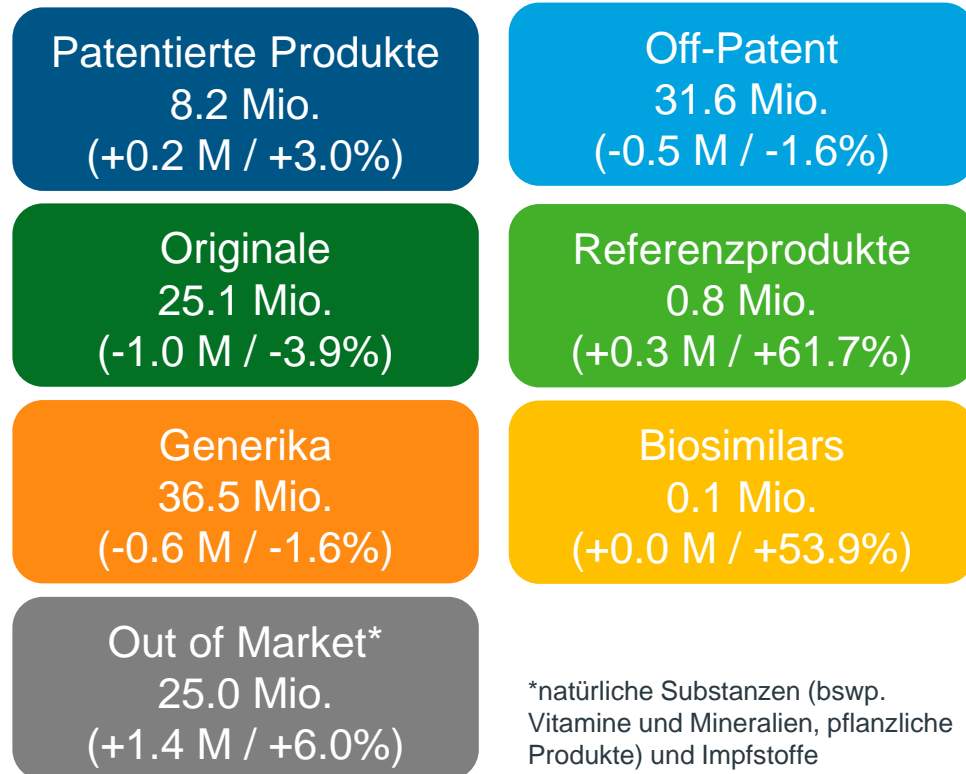 Patentierte Produkte
8.2 Mio.
(+0.2 M / +3.0%)
Off-Patent
31.6 Mio.
(-0.5 M / -1.6%)
Originale
25.1 Mio.
(-1.0 M / -3.9%)
Referenzprodukte
0.8 Mio.
(+0.3 M / +61.7%)
Generika
36.5 Mio.
(-0.6 M / -1.6%)
Biosimilars
0.1 Mio.
(+0.0 M / +53.9%)
Out of Market*
25.0 Mio.
(+1.4 M / +6.0%)
*natürliche Substanzen (bswp.
Vitamine und Mineralien, pflanzliche
Produkte) und Impfstoffe